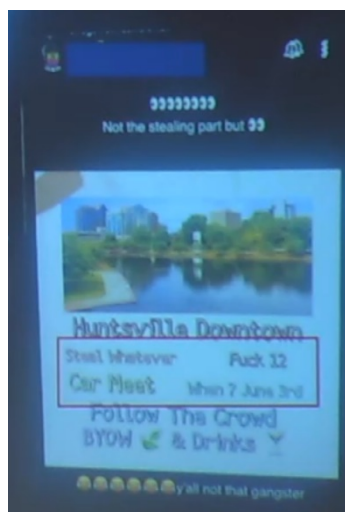 Not the stealing part but
Huntsville Downtown
Steal Whatever Fuck 12
Car Meet When ? June 3rd
Follow The Crowd
BYOW & Drinks
y'all not that gangster